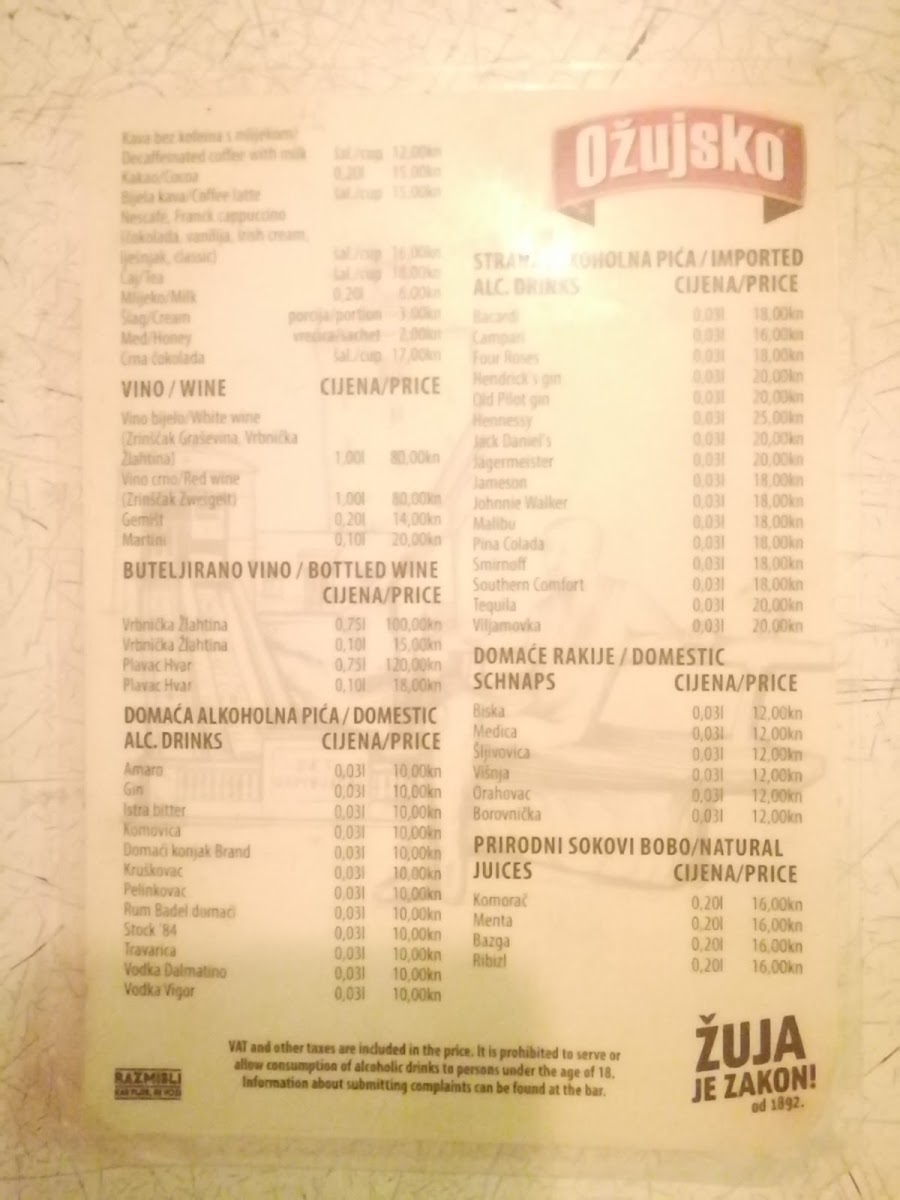 Kava bez kofeina s mlijekom/
Decaffeinated coffee with milk šal./cup 12,00kn
Kakao/Cocoa 0,20l 15,00kn
Bijela kava/Coffee latte šal./cup 15,00kn
Nescafe, Franck cappuccino
(čokolada, vanilija, Irish cream,
lješnjak, classic) šal./cup 16,00kn
Čaj/Tea šal./cup 18,00kn
Mlijeko/Milk 0,20l 6,00kn
Šlag/Cream porcija/portion 3,00kn
Med/Honey vrećica/sachet 2,00kn
Crna čokolada šal./cup 17,00kn
VINO / WINE CIJENA/PRICE
Vino bijelo/White wine
(Zrinščak Graševina, Vrbnička
Žlahtina) 1,00l 80,00kn
Vino crno/Red wine
(Zrinščak Zweigelt) 1,00l 80,00kn
Gemišt 0,20l 14,00kn
Martini 0,10l 20,00kn
BUTELJIRANO VINO / BOTTLED WINE
CIJENA/PRICE
Vrbnička Žlahtina 0,75l 100,00kn
Vrbnička Žlahtina 0,10l 15,00kn
Plavac Hvar 0,75l 120,00kn
Plavac Hvar 0,10l 18,00kn
DOMAĆA ALKOHOLNA PIĆA / DOMESTIC
ALC. DRINKS CIJENA/PRICE
Amaro 0,03l 10,00kn
Gin 0,03l 10,00kn
Istra bitter 0,03l 10,00kn
Komovica 0,03l 10,00kn
Domaći konjak Brand 0,03l 10,00kn
Kruškovac 0,03l 10,00kn
Pelinkovac 0,03l 10,00kn
Rum Badel domaći 0,03l 10,00kn
Stock '84 0,03l 10,00kn
Travarica 0,03l 10,00kn
Vodka Dalmatino 0,03l 10,00kn
Vodka Vigor 0,03l 10,00kn
Ožujsko
STRANA ALKOHOLNA PIĆA / IMPORTED
ALC. DRINKS CIJENA/PRICE
Bacardi 0,03l 18,00kn
Campari 0,03l 16,00kn
Four Roses 0,03l 18,00kn
Hendrick's gin 0,03l 20,00kn
Old Pilot gin 0,03l 20,00kn
Hennessy 0,03l 25,00kn
Jack Daniel's 0,03l 20,00kn
Jägermeister 0,03l 20,00kn
Jameson 0,03l 18,00kn
Johnnie Walker 0,03l 18,00kn
Malibu 0,03l 18,00kn
Pina Colada 0,03l 18,00kn
Smirnoff 0,03l 18,00kn
Southern Comfort 0,03l 18,00kn
Tequila 0,03l 20,00kn
Viljamovka 0,03l 20,00kn
DOMAĆE RAKIJE / DOMESTIC
SCHNAPS CIJENA/PRICE
Biska 0,03l 12,00kn
Medica 0,03l 12,00kn
Šljivovica 0,03l 12,00kn
Višnja 0,03l 12,00kn
Orahovac 0,03l 12,00kn
Borovnička 0,03l 12,00kn
PRIRODNI SOKOVI BOBO/NATURAL
JUICES CIJENA/PRICE
Komorač 0,20l 16,00kn
Menta 0,20l 16,00kn
Bazga 0,20l 16,00kn
Ribizl 0,20l 16,00kn
VAT and other taxes are included in the price. It is prohibited to serve or
allow consumption of alcoholic drinks to persons under the age of 18.
Information about submitting complaints can be found at the bar.
RAZMISLI
ŽUJA
JE ZAKON!
od 1892.